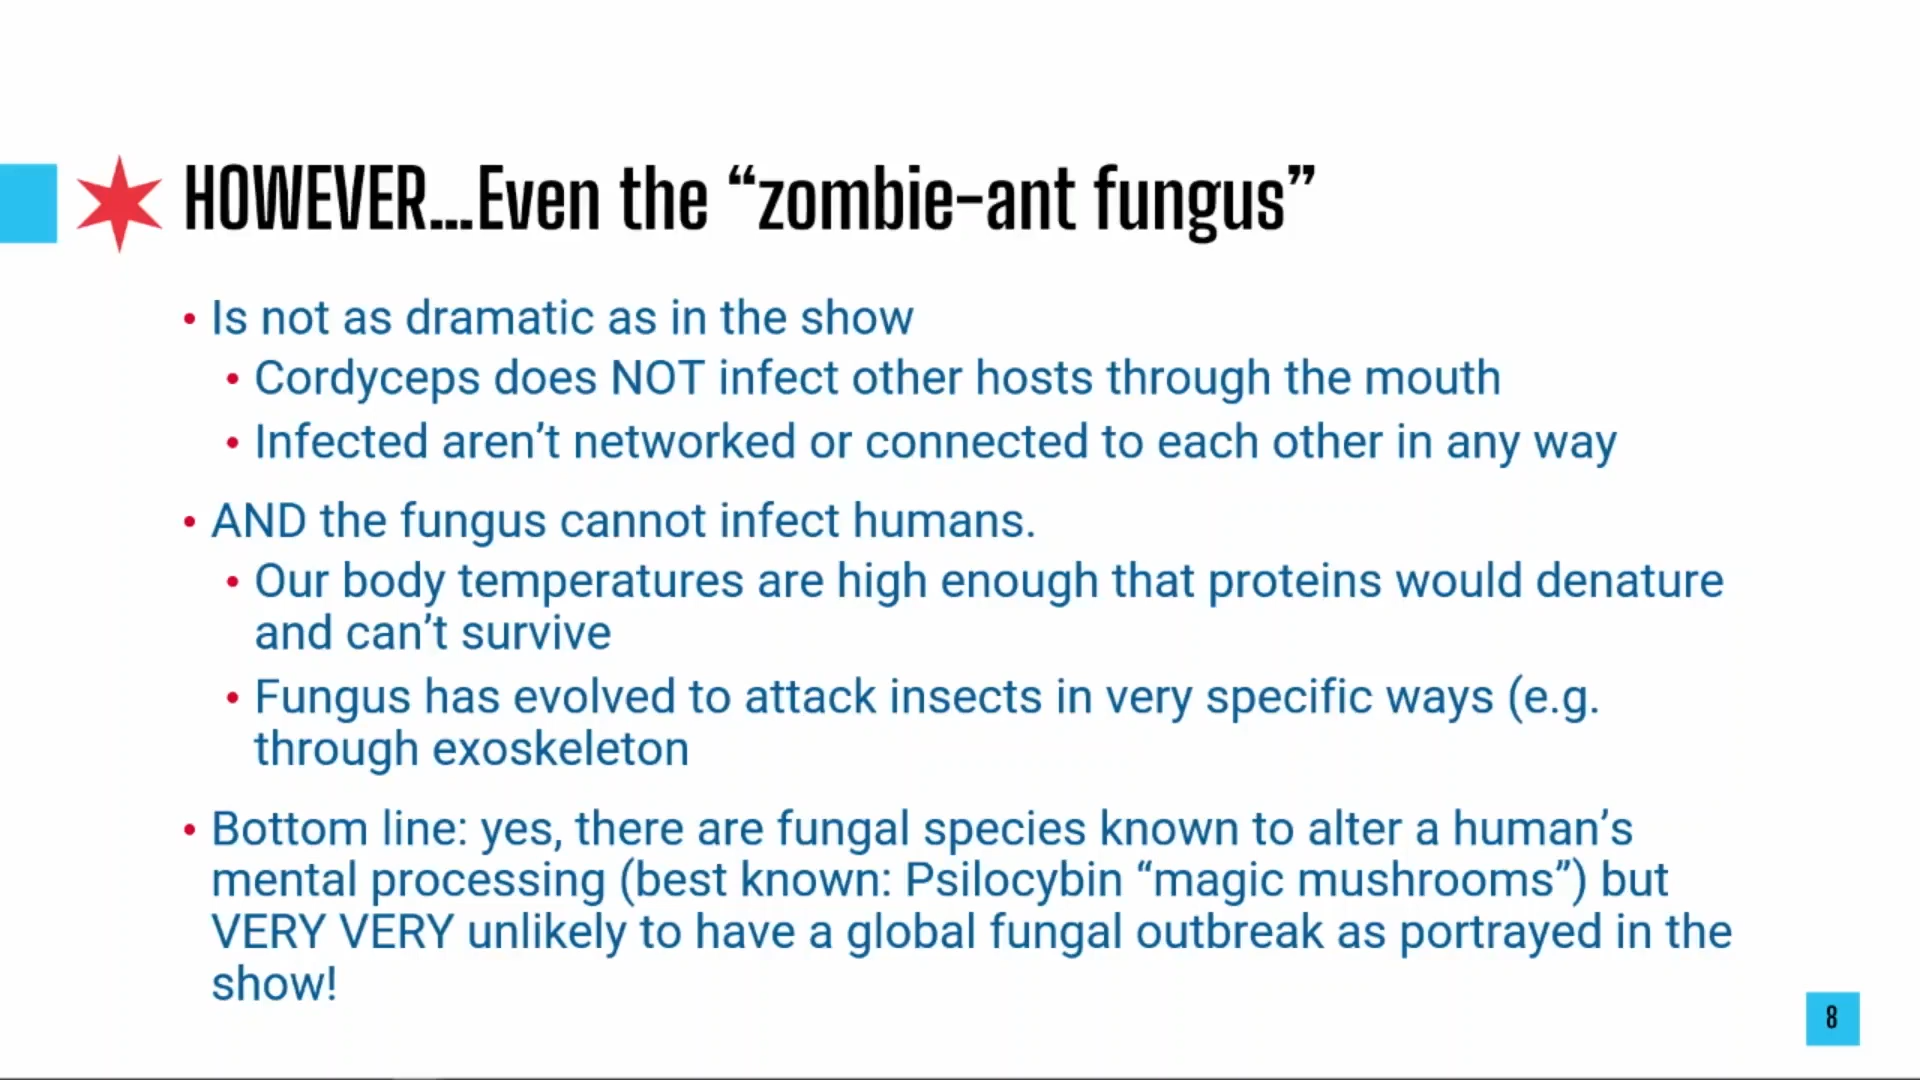 HOWEVER...Even the “zombie-ant fungus”
• Is not as dramatic as in the show
• Cordyceps does NOT infect other hosts through the mouth
• Infected aren’t networked or connected to each other in any way
• AND the fungus cannot infect humans.
• Our body temperatures are high enough that proteins would denature
and can’t survive
• Fungus has evolved to attack insects in very specific ways (e.g.
through exoskeleton
• Bottom line: yes, there are fungal species known to alter a human’s
mental processing (best known: Psilocybin “magic mushrooms”) but
VERY VERY unlikely to have a global fungal outbreak as portrayed in the
show!
8